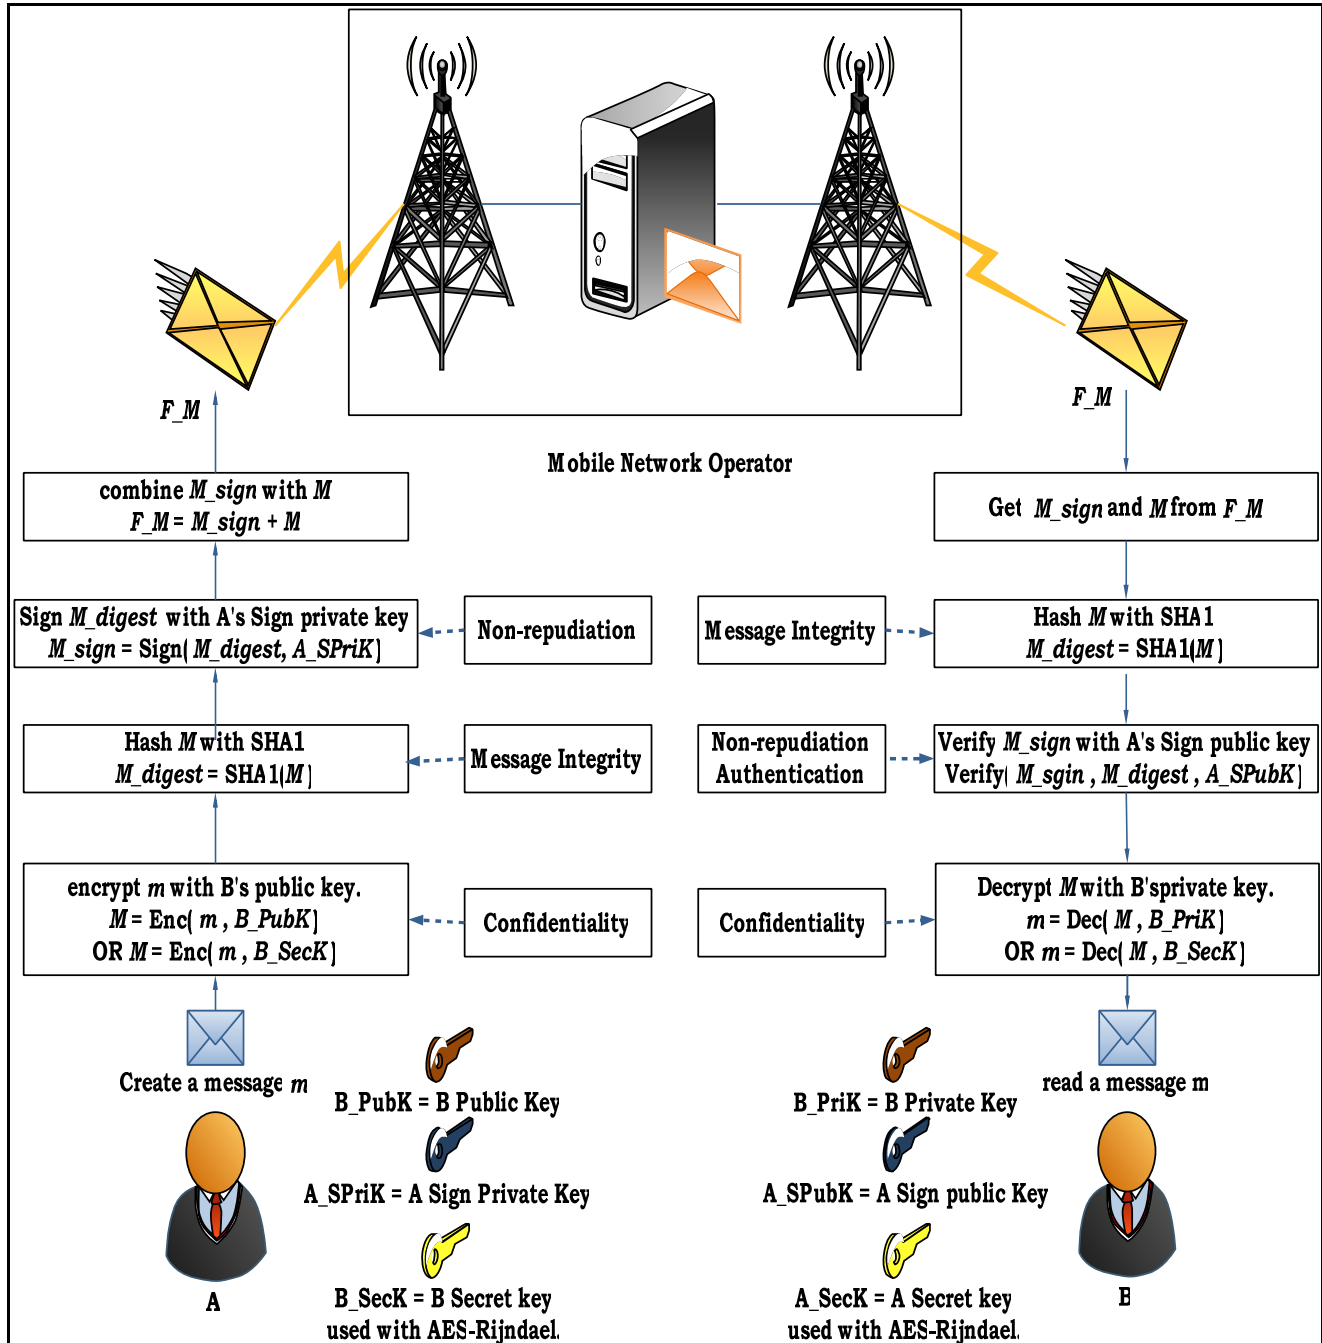 F_M
F_M
Mobile Network Operator
combine M_sign with M
F_M = M_sign + M
Get M_sign and M from F_M
Sign M_digest with A's Sign private key
M_sign = Sign( M_digest, A_SPriK)
Non-repudiation
Message Integrity
Hash M with SHA1
M_digest = SHA1(M)
Hash M with SHA1
M_digest = SHA1(M)
Message Integrity
Non-repudiation
Authentication
Verify M_sign with A's Sign public key
Verify( M_sgin , M_digest , A_SPubK)
encrypt m with B's public key.
M = Enc( m , B_PubK)
OR M = Enc( m , B_SecK)
Confidentiality
Confidentiality
Decrypt M with B'sprivate key.
m = Dec( M , B_PriK)
OR m = Dec( M , B_SecK)
Create a message m
read a message m
B_PubK = B Public Key
B_PriK = B Private Key
A_SPriK = A Sign Private Key
A_SPubK = A Sign public Key
B_SecK = B Secret key
used with AES-Rijndael.
A_SecK = A Secret key
used with AES-Rijndael.
A
B